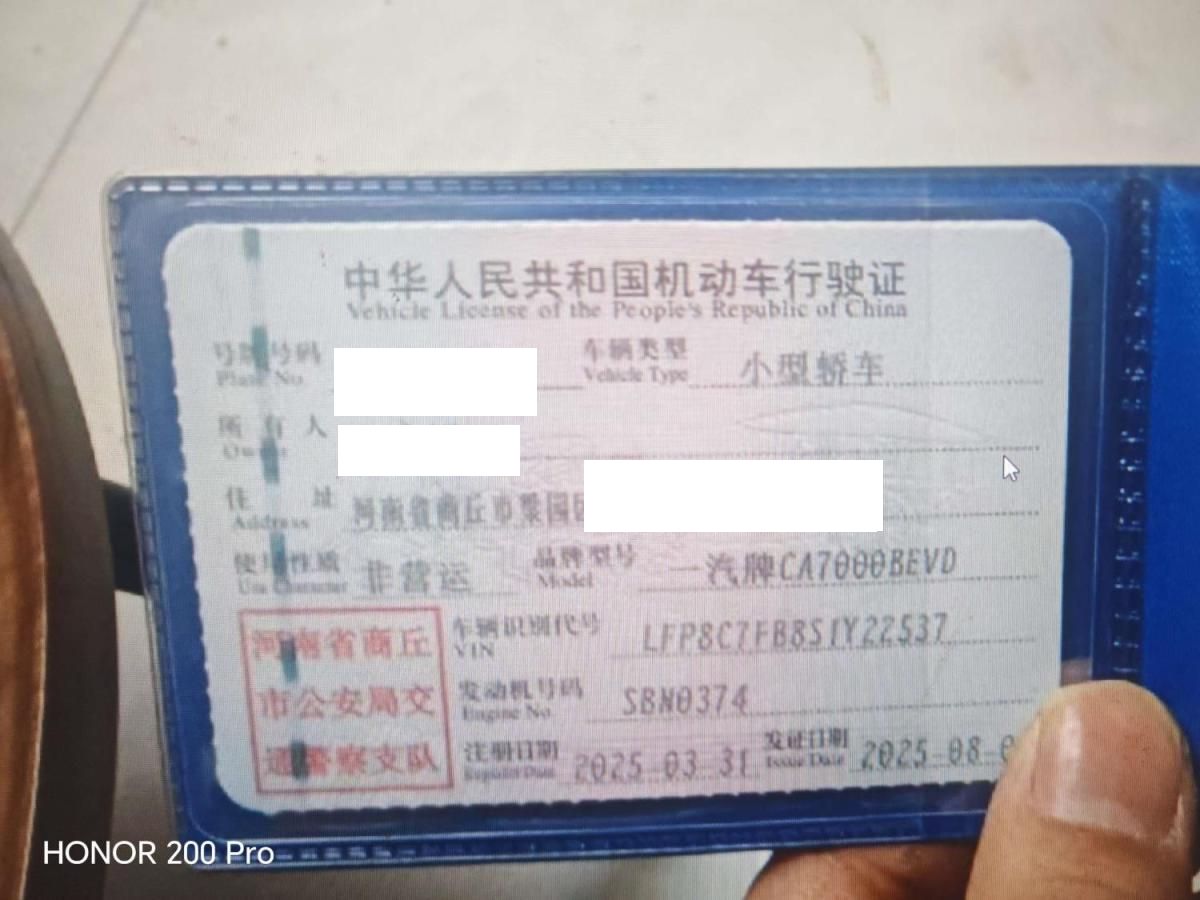 中华人民共和国机动车行驶证
Vehicle License of the People's Republic of China
号牌号码 车辆类型 小型轿车
Plate No. Vehicle Type
所有人
Owner
住址 河南省商丘市梁园区
Address
使用性质 非营运 品牌型号 一汽牌CA7000BEVD
Use Character Model
车辆识别代号 LFP8C7FB8S1Y22537
VIN
发动机号码 SBN0374
Engine No.
注册日期 2025-03-31 发证日期 2025-08-0
Register Date Issue Date
河南省商丘
市公安局交
通警察支队
HONOR 200 Pro